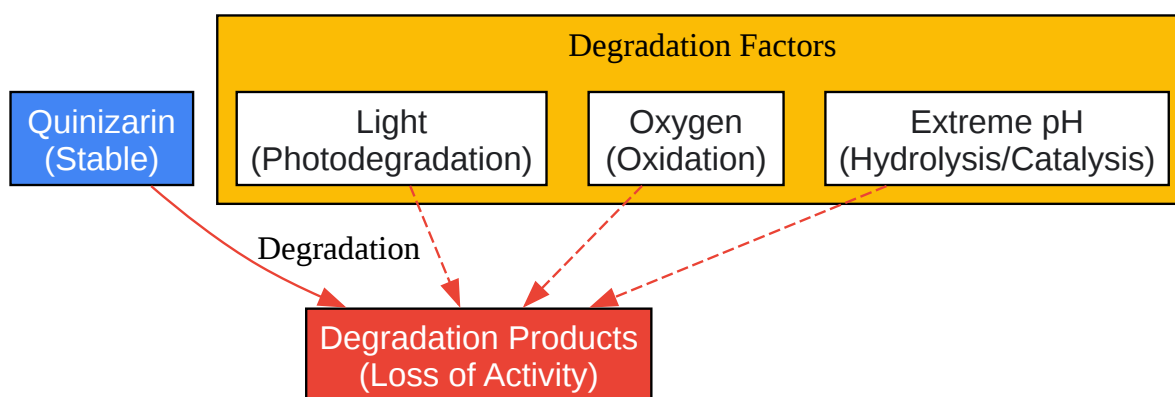 Degradation Factors
Quinizarin
(Stable)
Light
(Photodegradation)
Oxygen
(Oxidation)
Extreme pH
(Hydrolysis/Catalysis)
Degradation
Degradation Products
(Loss of Activity)